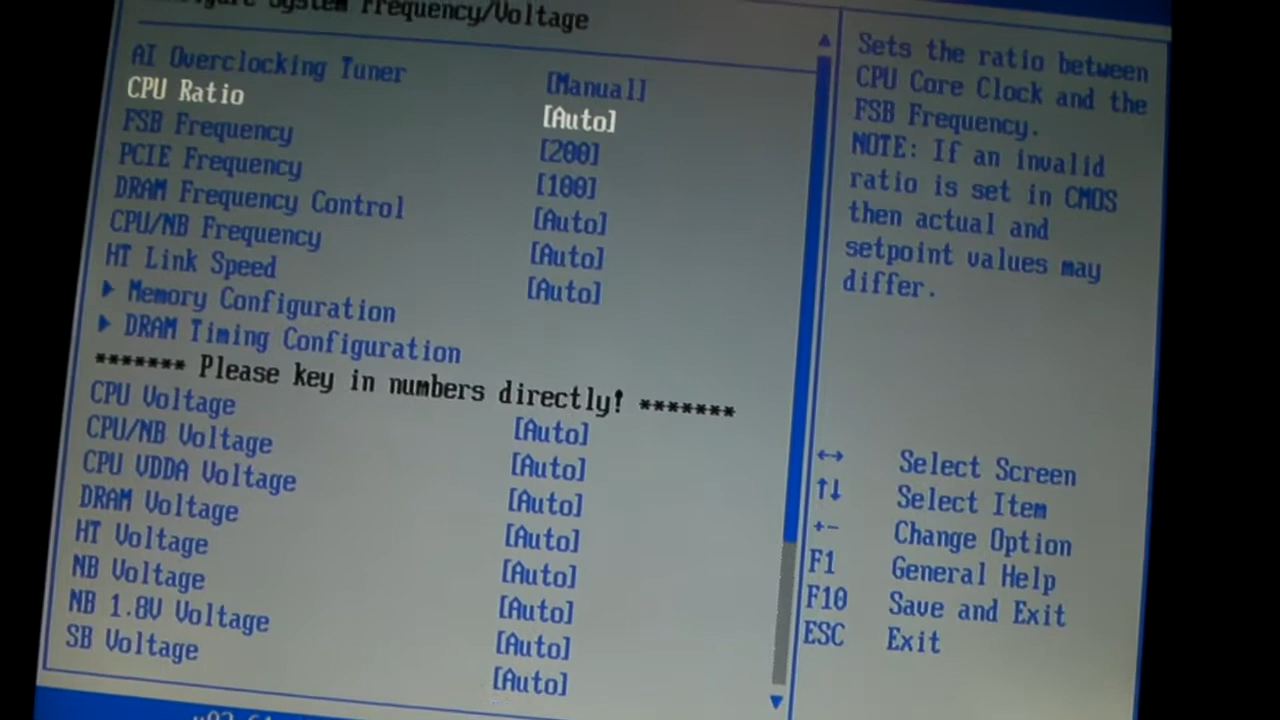 System Frequency/Voltage
AI Overclocking Tuner [Manual]
CPU Ratio [Auto]
FSB Frequency [200]
PCIE Frequency [100]
DRAM Frequency Control [Auto]
CPU/NB Frequency [Auto]
HT Link Speed [Auto]
▶ Memory Configuration
▶ DRAM Timing Configuration
******* Please key in numbers directly! *******
CPU Voltage [Auto]
CPU/NB Voltage [Auto]
CPU VDDA Voltage [Auto]
DRAM Voltage [Auto]
HT Voltage [Auto]
NB Voltage [Auto]
NB 1.8V Voltage [Auto]
SB Voltage [Auto]
Sets the ratio between
CPU Core Clock and the
FSB Frequency.
NOTE: If an invalid
ratio is set in CMOS
then actual and
setpoint values may
differ.
↔ Select Screen
↑↓ Select Item
+- Change Option
F1 General Help
F10 Save and Exit
ESC Exit